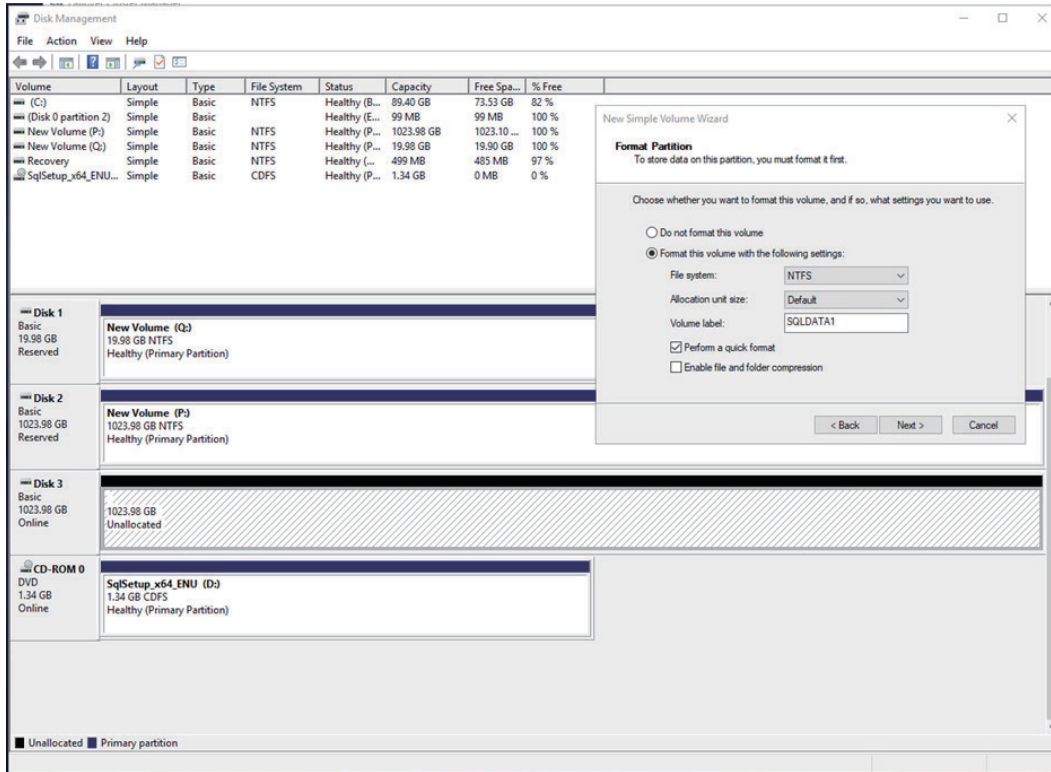 Disk Management
File Action View Help
Volume Layout Type File System Status Capacity Free Spa... % Free
(C:) Simple Basic NTFS Healthy (B... 89.40 GB 73.53 GB 82 %
(Disk 0 partition 2) Simple Basic Healthy (E... 99 MB 99 MB 100 %
New Volume (P:) Simple Basic NTFS Healthy (P... 1023.98 GB 1023.10 ... 100 %
New Volume (Q:) Simple Basic NTFS Healthy (P... 19.98 GB 19.90 GB 100 %
Recovery Simple Basic NTFS Healthy (... 499 MB 485 MB 97 %
SqlSetup_x64_ENU... Simple Basic CDFS Healthy (P... 1.34 GB 0 MB 0 %
New Simple Volume Wizard
Format Partition
To store data on this partition, you must format it first.
Choose whether you want to format this volume, and if so, what settings you want to use.
Do not format this volume
Format this volume with the following settings:
File system: NTFS
Allocation unit size: Default
Volume label: SQLDATA1
Perform a quick format
Enable file and folder compression
< Back Next > Cancel
Disk 1
Basic
19.98 GB
Reserved
New Volume (Q:)
19.98 GB NTFS
Healthy (Primary Partition)
Disk 2
Basic
1023.98 GB
Reserved
New Volume (P:)
1023.98 GB NTFS
Healthy (Primary Partition)
Disk 3
Basic
1023.98 GB
Online
1023.98 GB
Unallocated
CD-ROM 0
DVD
1.34 GB
Online
SqlSetup_x64_ENU (D:)
1.34 GB CDFS
Healthy (Primary Partition)
Unallocated Primary partition